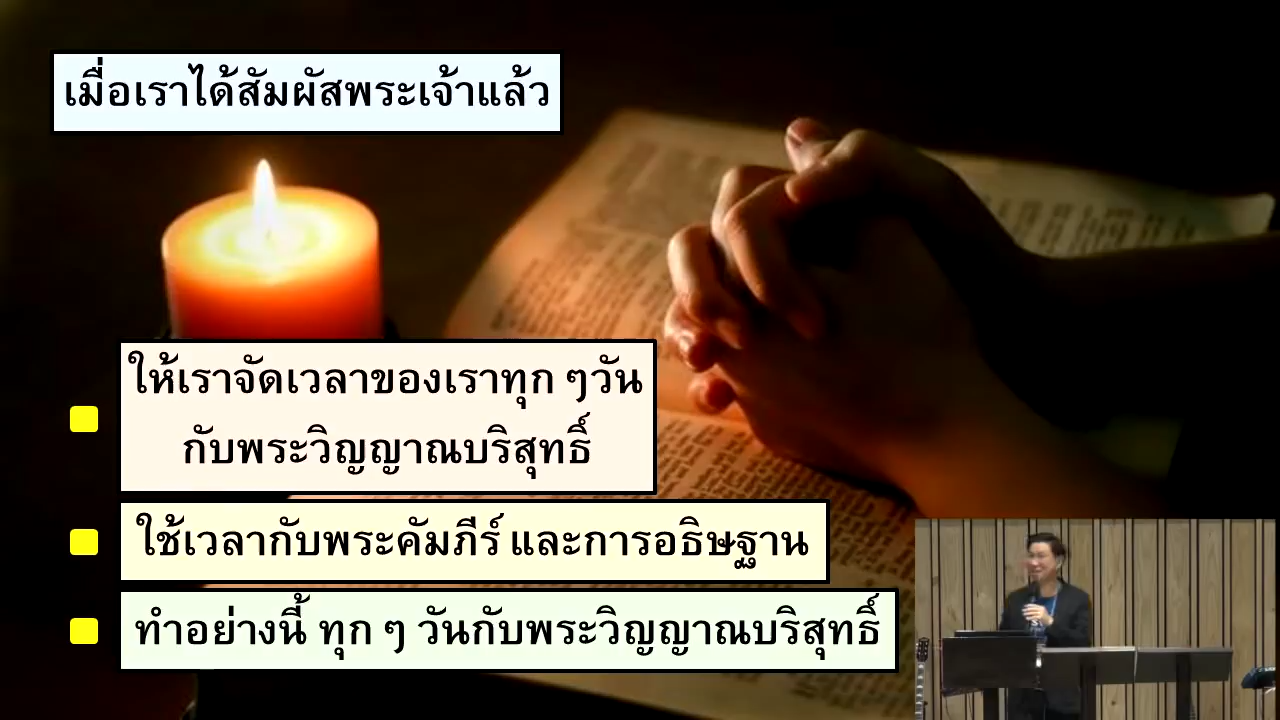 เมื่อเราได้สัมผัสพระเจ้าแล้ว
ให้เราจัดเวลาของเราทุก ๆวัน
กับพระวิญญาณบริสุทธิ์
ใช้เวลากับพระคัมภีร์ และการอธิษฐาน
ทำอย่างนี้ ทุก ๆ วันกับพระวิญญาณบริสุทธิ์